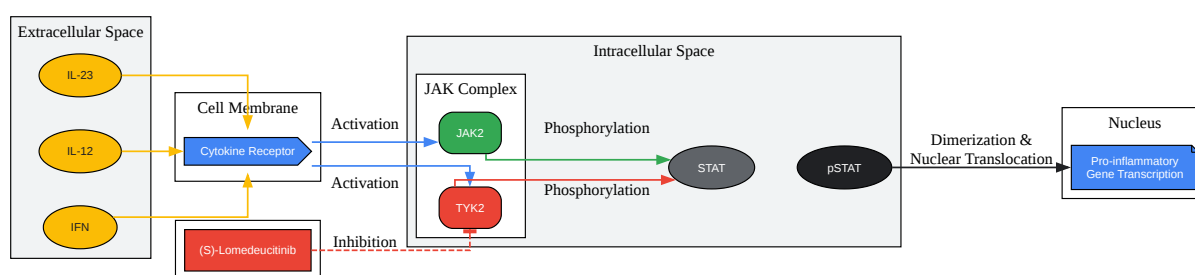 Extracellular Space
IL-23
IL-12
IFN
Cell Membrane
Cytokine Receptor
(S)-Lomedeucitinib
Activation
Activation
Inhibition
Intracellular Space
JAK Complex
JAK2
TYK2
Phosphorylation
Phosphorylation
STAT
pSTAT
Dimerization &
Nuclear Translocation
Nucleus
Pro-inflammatory
Gene Transcription